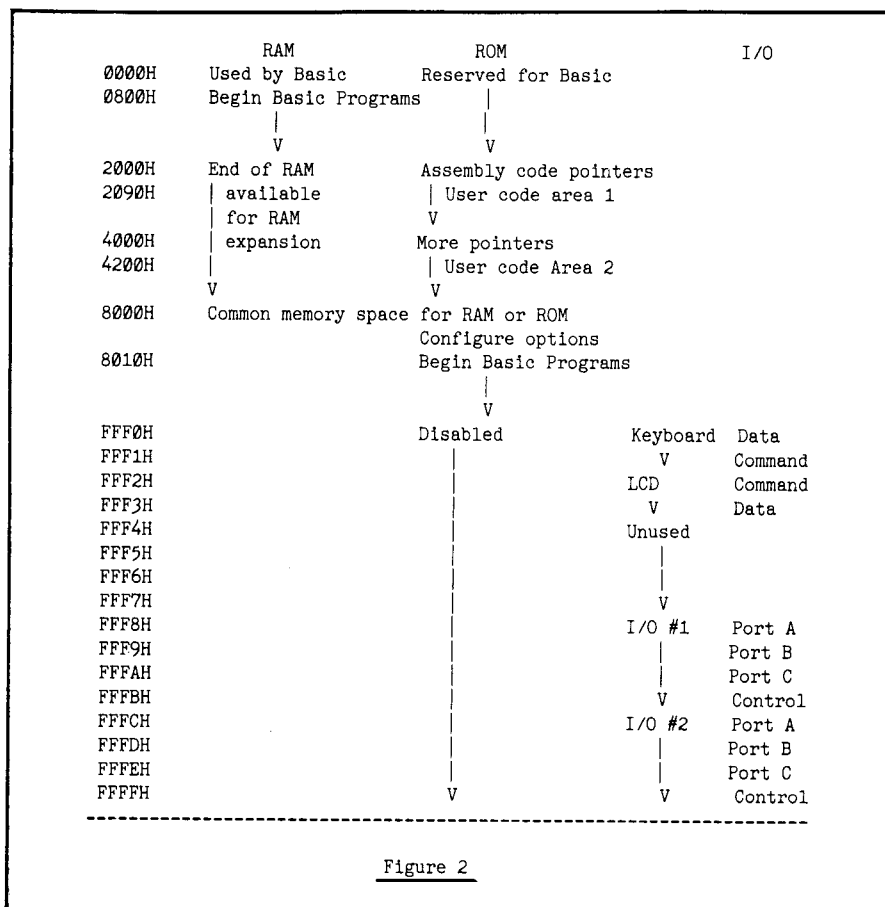 RAM ROM I/O
0000H Used by Basic Reserved for Basic
0800H Begin Basic Programs |
| |
V V
2000H End of RAM Assembly code pointers
2090H | available | User code area 1
| for RAM V
4000H | expansion More pointers
4200H | | User code Area 2
V V
8000H Common memory space for RAM or ROM
Configure options
8010H Begin Basic Programs
|
V
FFF0H Disabled Keyboard Data
FFF1H | V Command
FFF2H | LCD Command
FFF3H | V Data
FFF4H | Unused
FFF5H | |
FFF6H | |
FFF7H | V
FFF8H | I/O #1 Port A
FFF9H | | Port B
FFFAH | | Port C
FFFBH | V Control
FFFCH | I/O #2 Port A
FFFDH | | Port B
FFFEH | | Port C
FFFFH V V Control
Figure 2